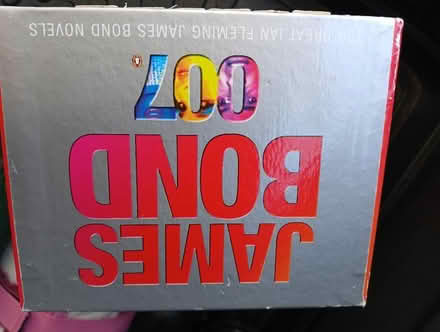 JAMES
BOND
007
GREAT IAN FLEMING JAMES BOND NOVELS